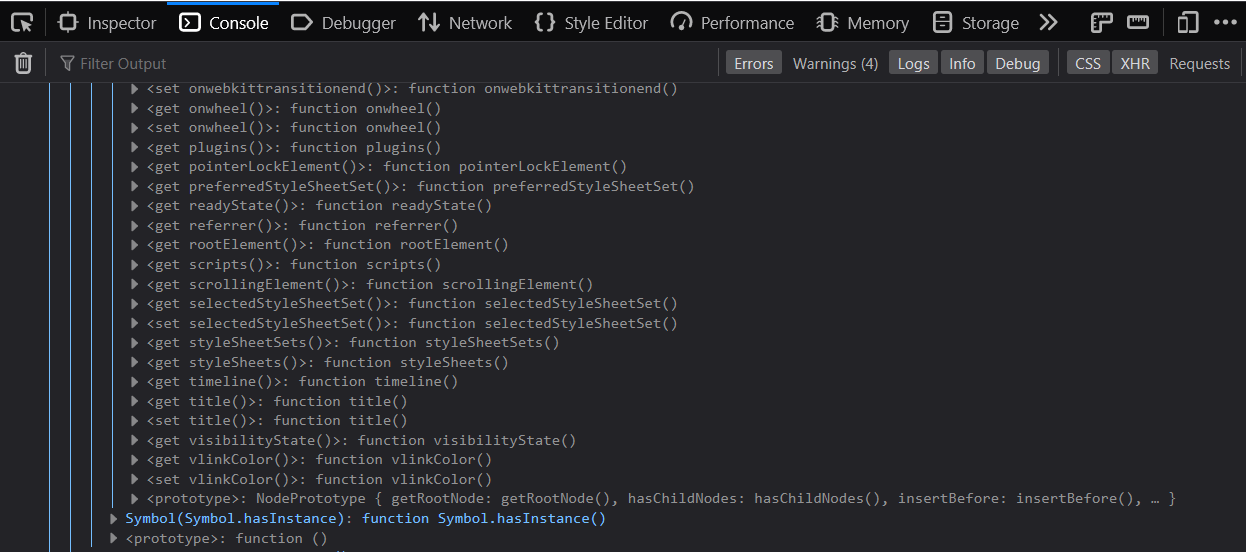 Inspector Console Debugger Network Style Editor Performance Memory Storage
Filter Output Errors Warnings (4) Logs Info Debug CSS XHR Requests
<set onwebkittransitionend()>: function onwebkittransitionend()
<get onwheel()>: function onwheel()
<set onwheel()>: function onwheel()
<get plugins()>: function plugins()
<get pointerLockElement()>: function pointerLockElement()
<get preferredStyleSheetSet()>: function preferredStyleSheetSet()
<get readyState()>: function readyState()
<get referrer()>: function referrer()
<get rootElement()>: function rootElement()
<get scripts()>: function scripts()
<get scrollingElement()>: function scrollingElement()
<get selectedStyleSheetSet()>: function selectedStyleSheetSet()
<set selectedStyleSheetSet()>: function selectedStyleSheetSet()
<get styleSheetSets()>: function styleSheetSets()
<get styleSheets()>: function styleSheets()
<get timeline()>: function timeline()
<get title()>: function title()
<set title()>: function title()
<get visibilityState()>: function visibilityState()
<get vlinkColor()>: function vlinkColor()
<set vlinkColor()>: function vlinkColor()
<prototype>: NodePrototype { getRootNode: getRootNode(), hasChildNodes: hasChildNodes(), insertBefore: insertBefore(), … }
Symbol(Symbol.hasInstance): function Symbol.hasInstance()
<prototype>: function ()